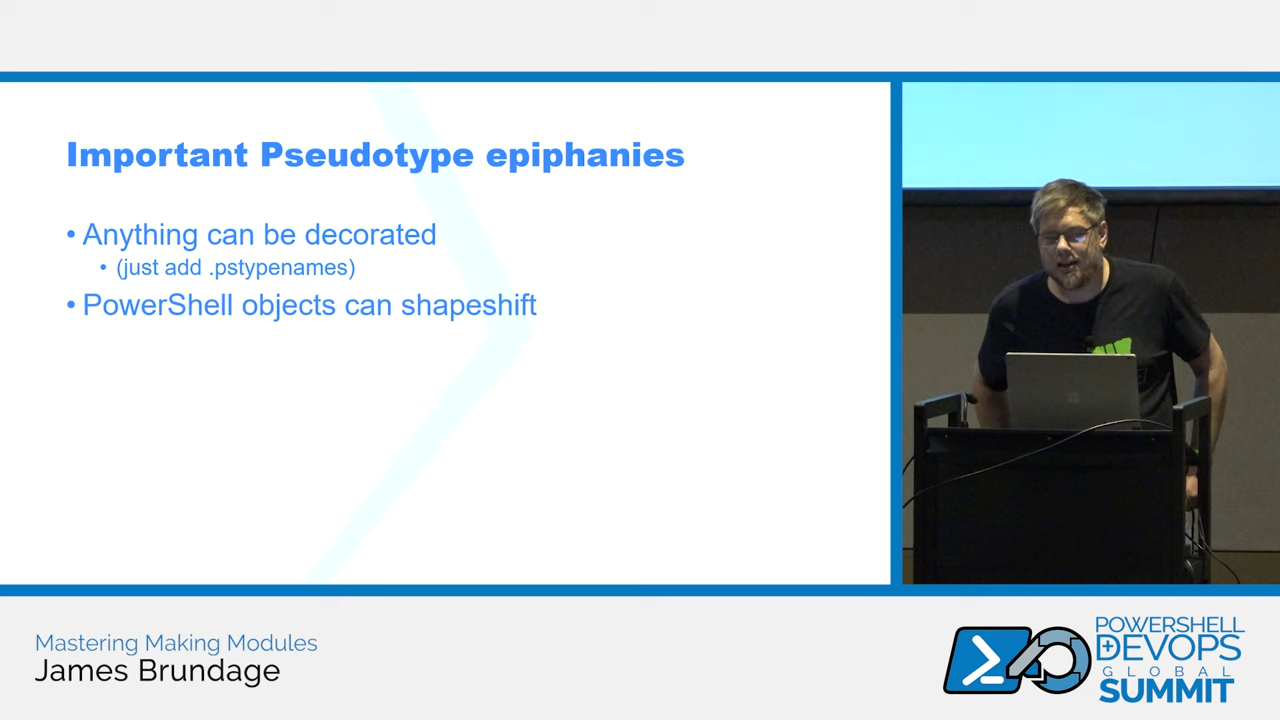 Important Pseudotype epiphanies
• Anything can be decorated
• (just add .pstypenames)
• PowerShell objects can shapeshift
Mastering Making Modules
James Brundage
POWERSHELL
DEVOPS
GLOBAL
SUMMIT